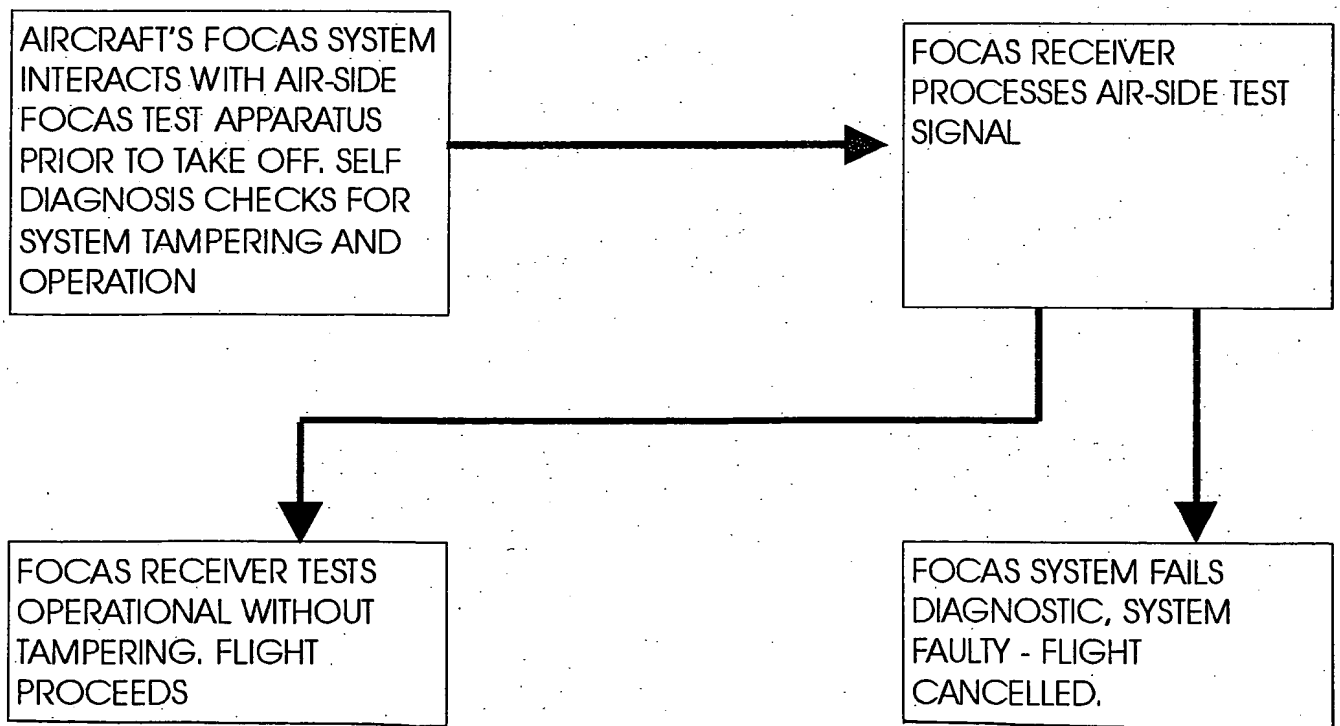 AIRCRAFT'S FOCAS SYSTEM
INTERACTS WITH AIR-SIDE
FOCAS TEST APPARATUS
PRIOR TO TAKE OFF. SELF
DIAGNOSIS CHECKS FOR
SYSTEM TAMPERING AND
OPERATION
FOCAS RECEIVER
PROCESSES AIR-SIDE TEST
SIGNAL
FOCAS RECEIVER TESTS
OPERATIONAL WITHOUT
TAMPERING. FLIGHT
PROCEEDS
FOCAS SYSTEM FAILS
DIAGNOSTIC, SYSTEM
FAULTY - FLIGHT
CANCELLED.